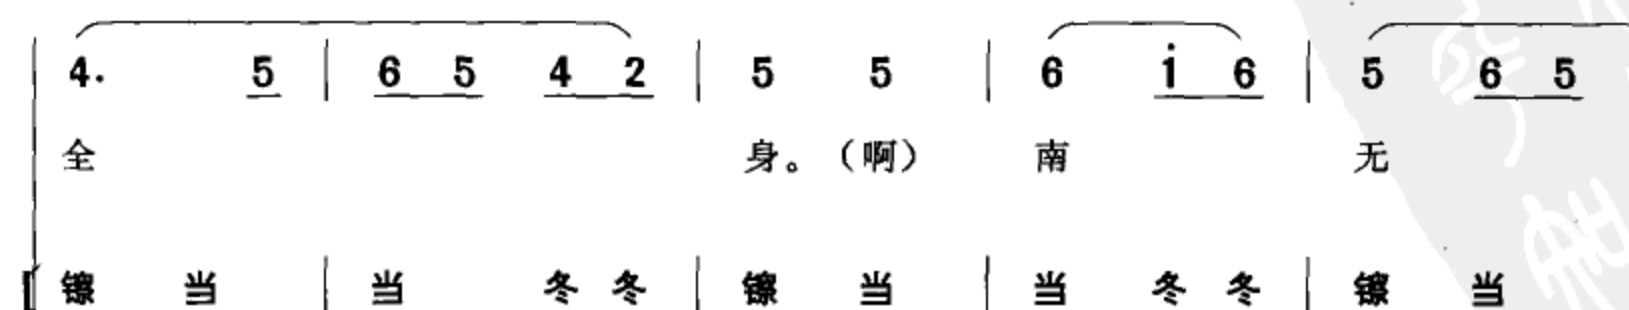 4. 5 | 6 5 4 2 | 5 5 | 6 i 6 | 5 6 5
全 身。（啊） 南 无
镲 当 | 当 冬 冬 | 镲 当 | 当 冬 冬 | 镲 当